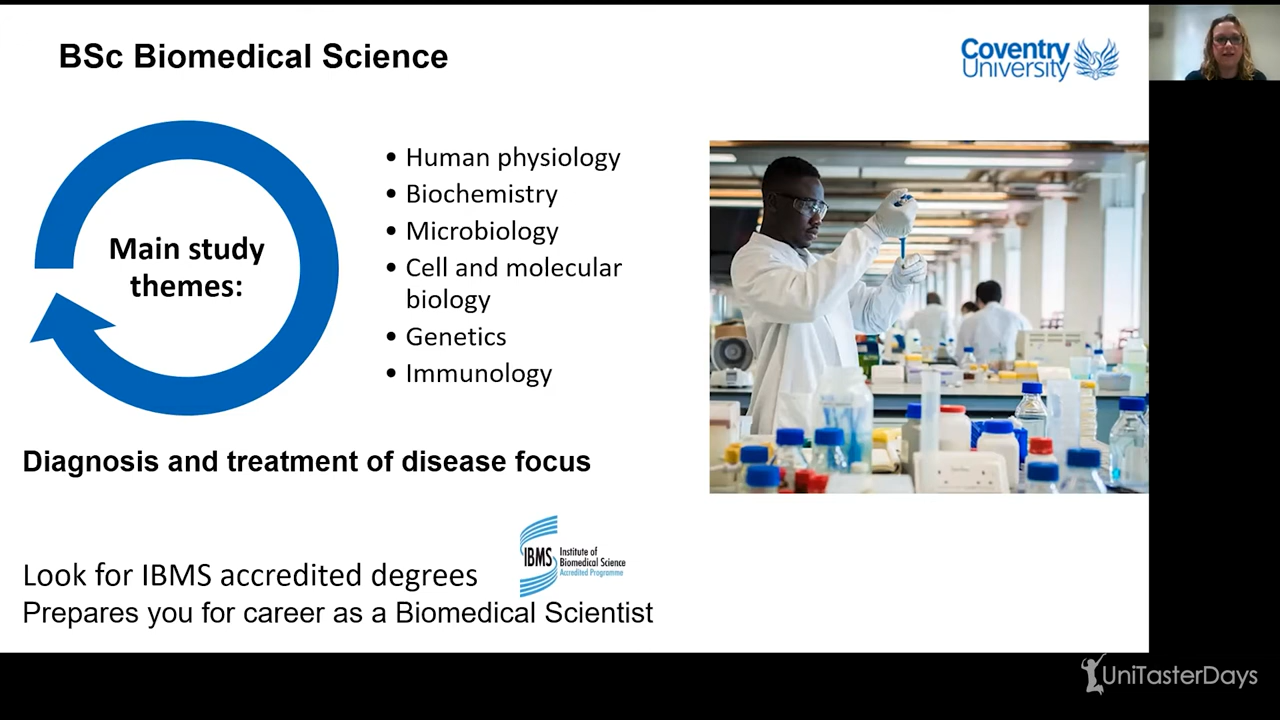 BSc Biomedical Science
Coventry
University
Main study
themes:
• Human physiology
• Biochemistry
• Microbiology
• Cell and molecular
biology
• Genetics
• Immunology
Diagnosis and treatment of disease focus
Look for IBMS accredited degrees
IBMS
Institute of
Biomedical Science
Accredited Programme
Prepares you for career as a Biomedical Scientist
UniTasterDays